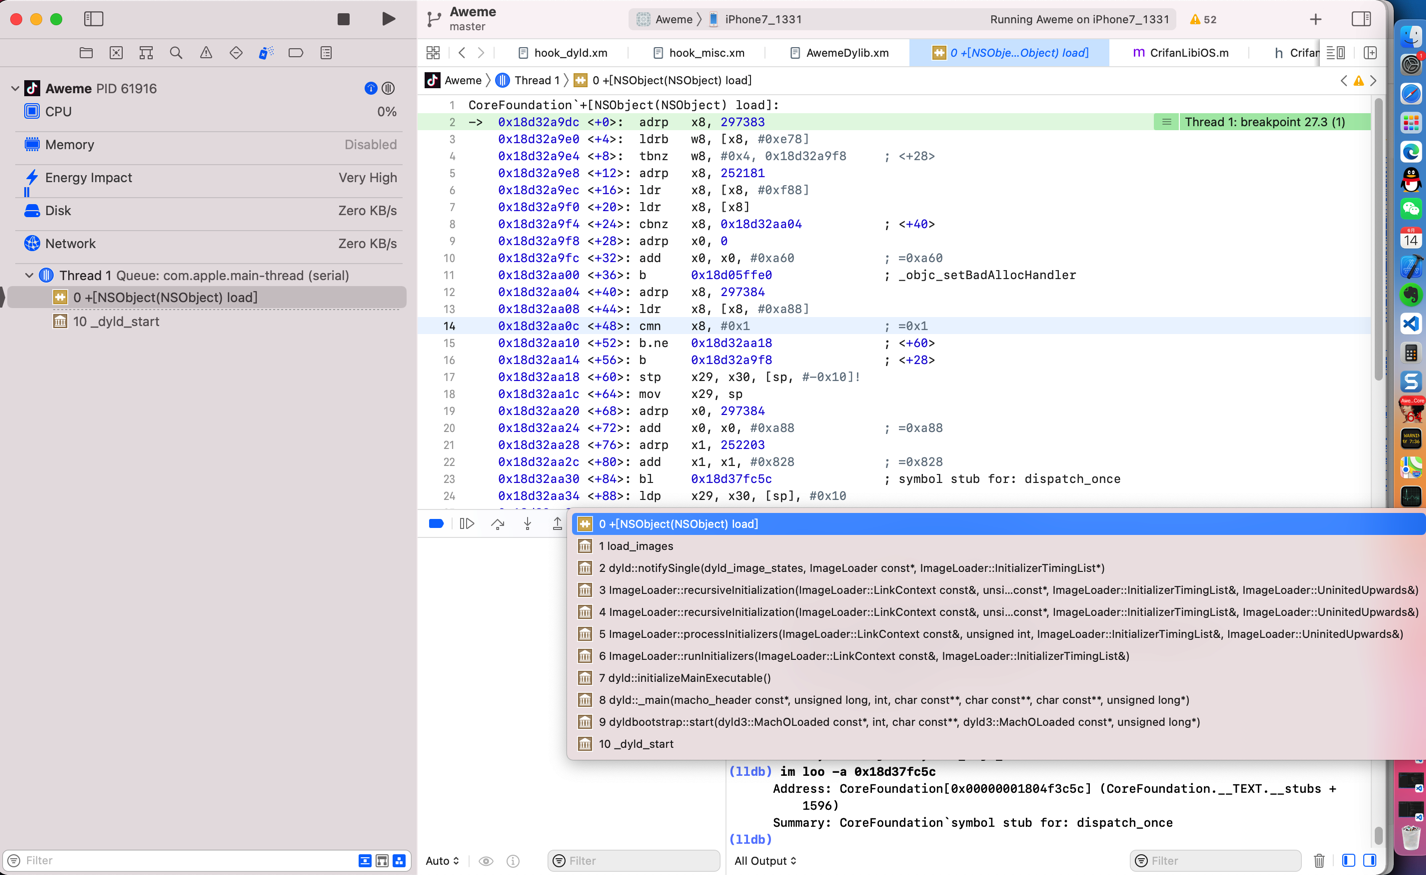 Aweme
master
Aweme 〉 iPhone7_1331
Running Aweme on iPhone7_1331
52
hook_dyld.xm
hook_misc.xm
AwemeDylib.xm
0 +[NSObje...Object) load]
m CrifanLibiOS.m
h Crifan
Aweme 〉 Thread 1 〉 0 +[NSObject(NSObject) load]
Aweme PID 61916
CPU 0%
Memory Disabled
Energy Impact Very High
Disk Zero KB/s
Network Zero KB/s
Thread 1 Queue: com.apple.main-thread (serial)
0 +[NSObject(NSObject) load]
10 _dyld_start
1 CoreFoundation`+[NSObject(NSObject) load]:
2 -> 0x18d32a9dc <+0>: adrp x8, 297383
Thread 1: breakpoint 27.3 (1)
3 0x18d32a9e0 <+4>: ldrb w8, [x8, #0xe78]
4 0x18d32a9e4 <+8>: tbnz w8, #0x4, 0x18d32a9f8 ; <+28>
5 0x18d32a9e8 <+12>: adrp x8, 252181
6 0x18d32a9ec <+16>: ldr x8, [x8, #0xf88]
7 0x18d32a9f0 <+20>: ldr x8, [x8]
8 0x18d32a9f4 <+24>: cbnz x8, 0x18d32aa04 ; <+40>
9 0x18d32a9f8 <+28>: adrp x0, 0
10 0x18d32a9fc <+32>: add x0, x0, #0xa60 ; =0xa60
11 0x18d32aa00 <+36>: b 0x18d05ffe0 ; _objc_setBadAllocHandler
12 0x18d32aa04 <+40>: adrp x8, 297384
13 0x18d32aa08 <+44>: ldr x8, [x8, #0xa88]
14 0x18d32aa0c <+48>: cmn x8, #0x1 ; =0x1
15 0x18d32aa10 <+52>: b.ne 0x18d32aa18 ; <+60>
16 0x18d32aa14 <+56>: b 0x18d32a9f8 ; <+28>
17 0x18d32aa18 <+60>: stp x29, x30, [sp, #-0x10]!
18 0x18d32aa1c <+64>: mov x29, sp
19 0x18d32aa20 <+68>: adrp x0, 297384
20 0x18d32aa24 <+72>: add x0, x0, #0xa88 ; =0xa88
21 0x18d32aa28 <+76>: adrp x1, 252203
22 0x18d32aa2c <+80>: add x1, x1, #0x828 ; =0x828
23 0x18d32aa30 <+84>: bl 0x18d37fc5c ; symbol stub for: dispatch_once
24 0x18d32aa34 <+88>: ldp x29, x30, [sp], #0x10
0 +[NSObject(NSObject) load]
1 load_images
2 dyld::notifySingle(dyld_image_states, ImageLoader const*, ImageLoader::InitializerTimingList*)
3 ImageLoader::recursiveInitialization(ImageLoader::LinkContext const&, unsi...const*, ImageLoader::InitializerTimingList&, ImageLoader::UninitedUpwards&)
4 ImageLoader::recursiveInitialization(ImageLoader::LinkContext const&, unsi...const*, ImageLoader::InitializerTimingList&, ImageLoader::UninitedUpwards&)
5 ImageLoader::processInitializers(ImageLoader::LinkContext const&, unsigned int, ImageLoader::InitializerTimingList&, ImageLoader::UninitedUpwards&)
6 ImageLoader::runInitializers(ImageLoader::LinkContext const&, ImageLoader::InitializerTimingList&)
7 dyld::initializeMainExecutable()
8 dyld::_main(macho_header const*, unsigned long, int, char const**, char const**, char const**, unsigned long*)
9 dyldbootstrap::start(dyld3::MachOLoaded const*, int, char const**, dyld3::MachOLoaded const*, unsigned long*)
10 _dyld_start
(lldb) im loo -a 0x18d37fc5c
Address: CoreFoundation[0x00000001804f3c5c] (CoreFoundation.__TEXT.__stubs +
1596)
Summary: CoreFoundation`symbol stub for: dispatch_once
(lldb)
Filter
Auto
Filter
All Output
Filter
14